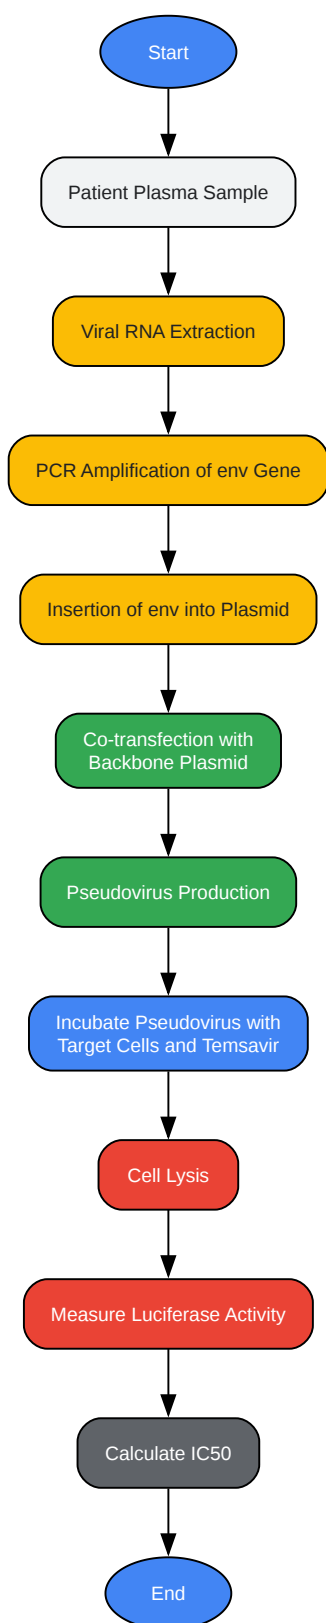 Start
Patient Plasma Sample
Viral RNA Extraction
PCR Amplification of env Gene
Insertion of env into Plasmid
Co-transfection with
Backbone Plasmid
Pseudovirus Production
Incubate Pseudovirus with
Target Cells and Temsavir
Cell Lysis
Measure Luciferase Activity
Calculate IC50
End